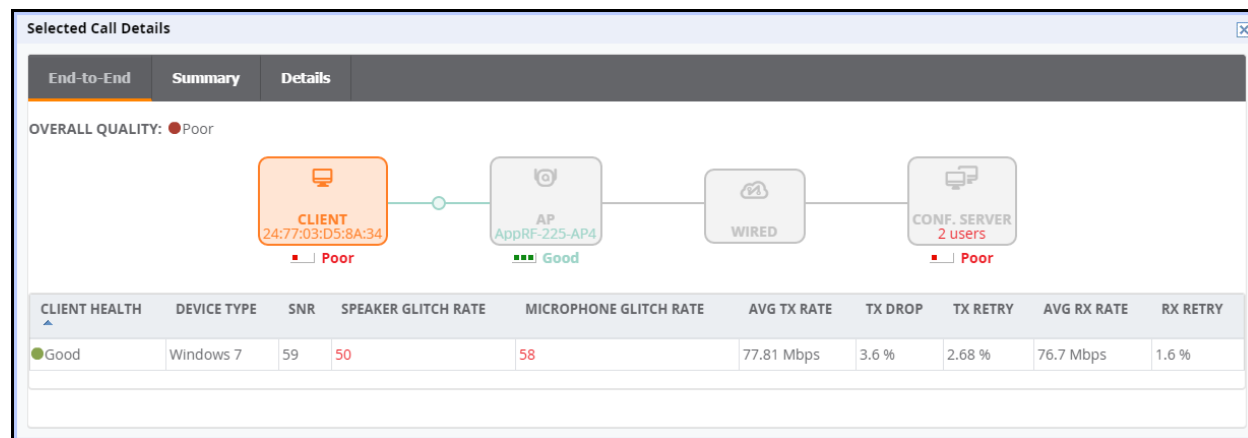 Selected Call Details
End-to-End Summary Details
OVERALL QUALITY: Poor
CLIENT
24:77:03:D5:8A:34
Poor
AP
AppRF-225-AP4
Good
WIRED
CONF. SERVER
2 users
Poor
CLIENT HEALTH DEVICE TYPE SNR SPEAKER GLITCH RATE MICROPHONE GLITCH RATE AVG TX RATE TX DROP TX RETRY AVG RX RATE RX RETRY
Good Windows 7 59 50 58 77.81 Mbps 3.6 % 2.68 % 76.7 Mbps 1.6 %